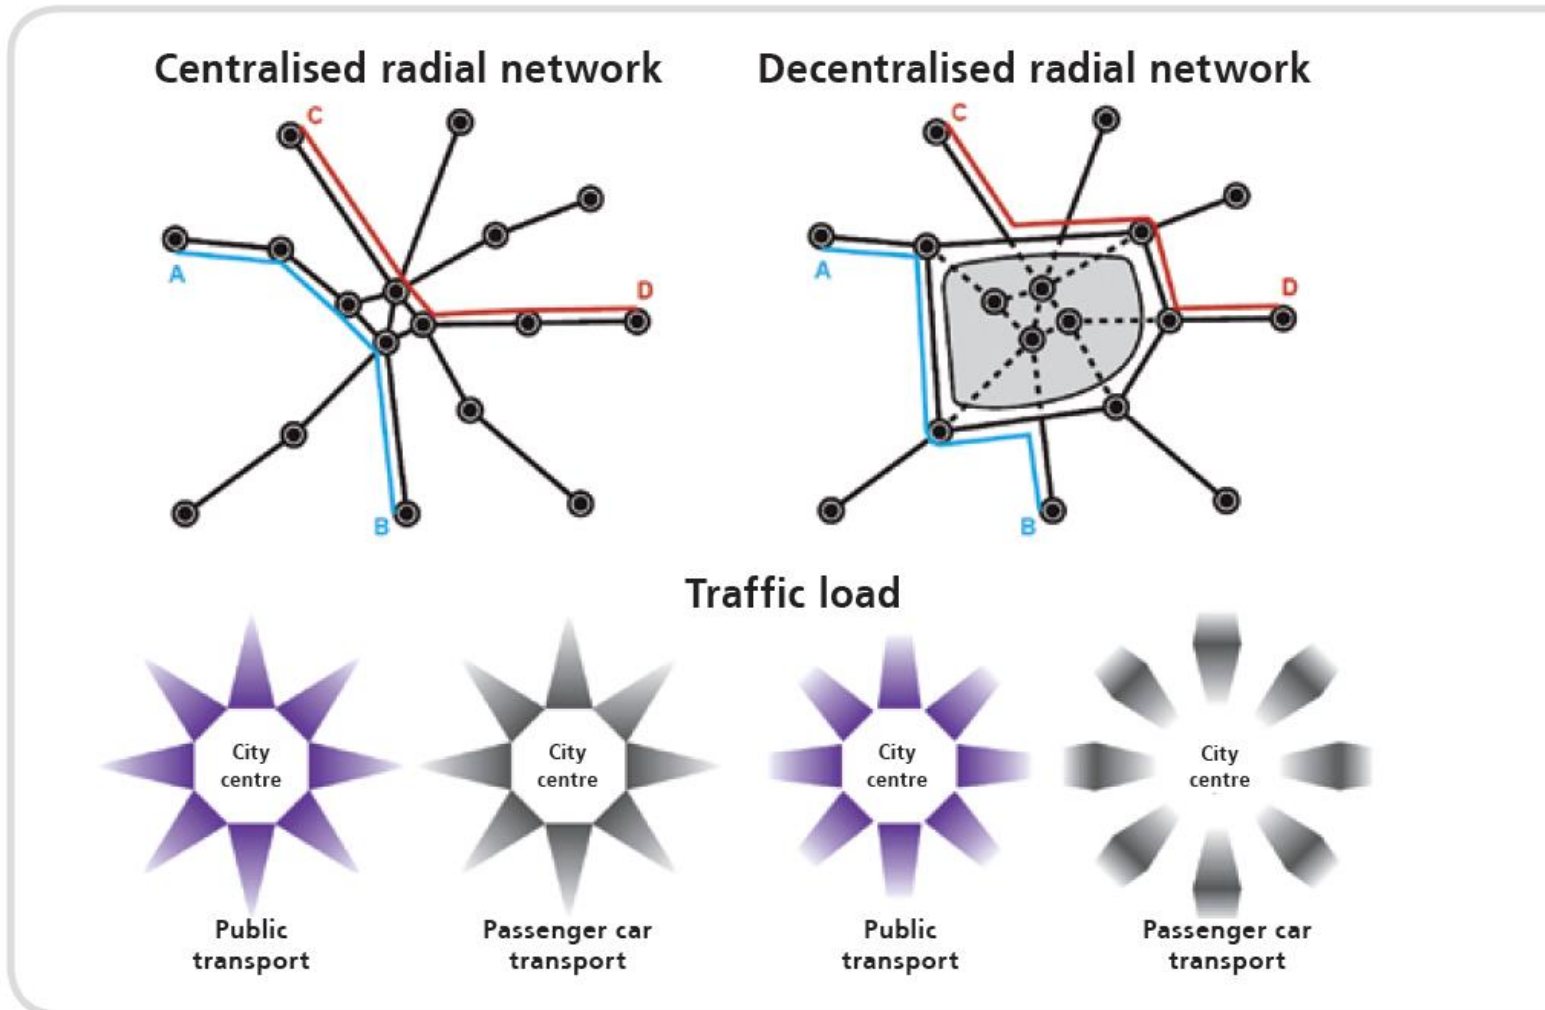 Centralised radial network
Decentralised radial network
C
A
D
B
C
A
D
B
Traffic load
City
centre
City
centre
City
centre
City
centre
Public
transport
Passenger car
transport
Public
transport
Passenger car
transport